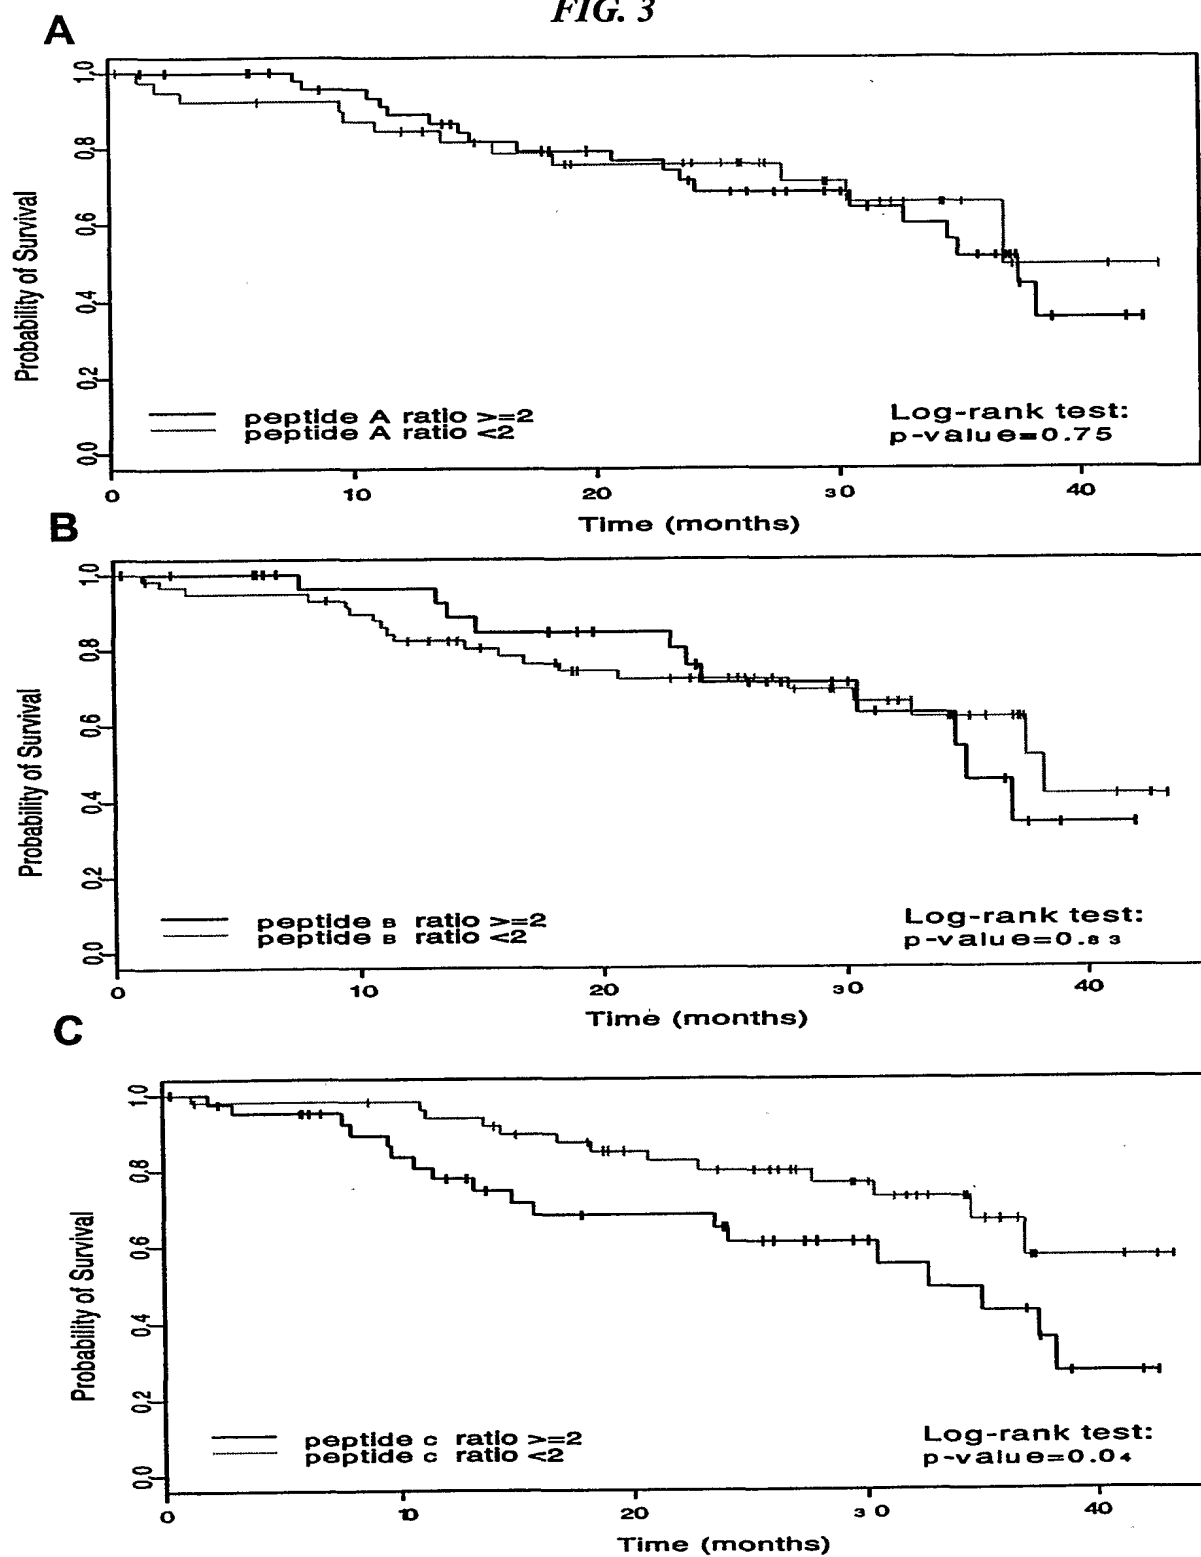 FIG. 3
A
Probability of Survival
1.0
0.8
0.6
0.4
0.2
0.0
peptide A ratio >=2
peptide A ratio <2
Log-rank test:
p-value=0.75
0 10 20 30 40
Time (months)
B
Probability of Survival
1.0
0.8
0.6
0.4
0.2
0.0
peptide B ratio >=2
peptide B ratio <2
Log-rank test:
p-value=0.83
0 10 20 30 40
Time (months)
C
Probability of Survival
1.0
0.8
0.6
0.4
0.2
0.0
peptide C ratio >=2
peptide C ratio <2
Log-rank test:
p-value=0.04
0 10 20 30 40
Time (months)